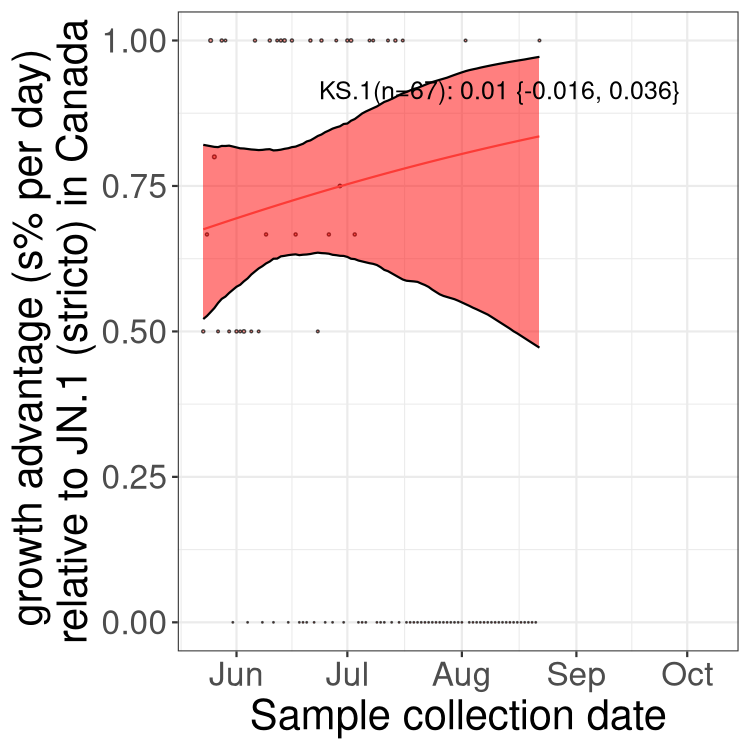 growth advantage (s% per day)
relative to JN.1 (stricto) in Canada
1.00
0.75
0.50
0.25
0.00
KS.1(n=67): 0.01 {-0.016, 0.036}
Jun Jul Aug Sep Oct
Sample collection date